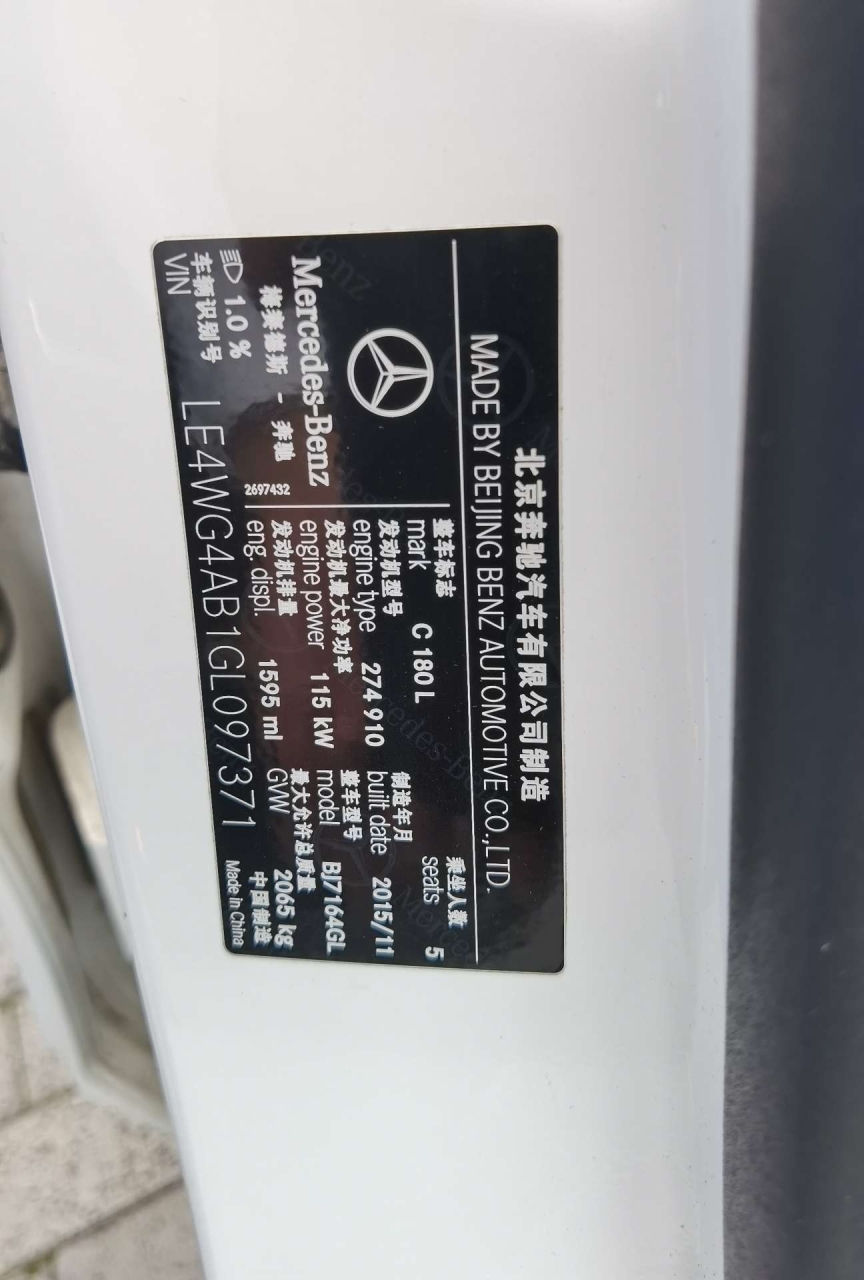 北京奔驰汽车有限公司制造
MADE BY BEIJING BENZ AUTOMOTIVE CO.,LTD.
Mercedes-Benz
梅赛德斯 - 奔驰
2697432
1.0 %
整车标志
mark C 180 L
乘坐人数
seats 5
发动机型号
engine type 274 910
制造年月
built date 2015/11
发动机最大净功率
engine power 115 kW
整车型号
model BJ7164GL
发动机排量
eng. displ. 1595 ml
最大允许总质量
GVW 2065 kg
车辆识别号
VIN LE4WG4AB1GL097371
中国制造
Made in China